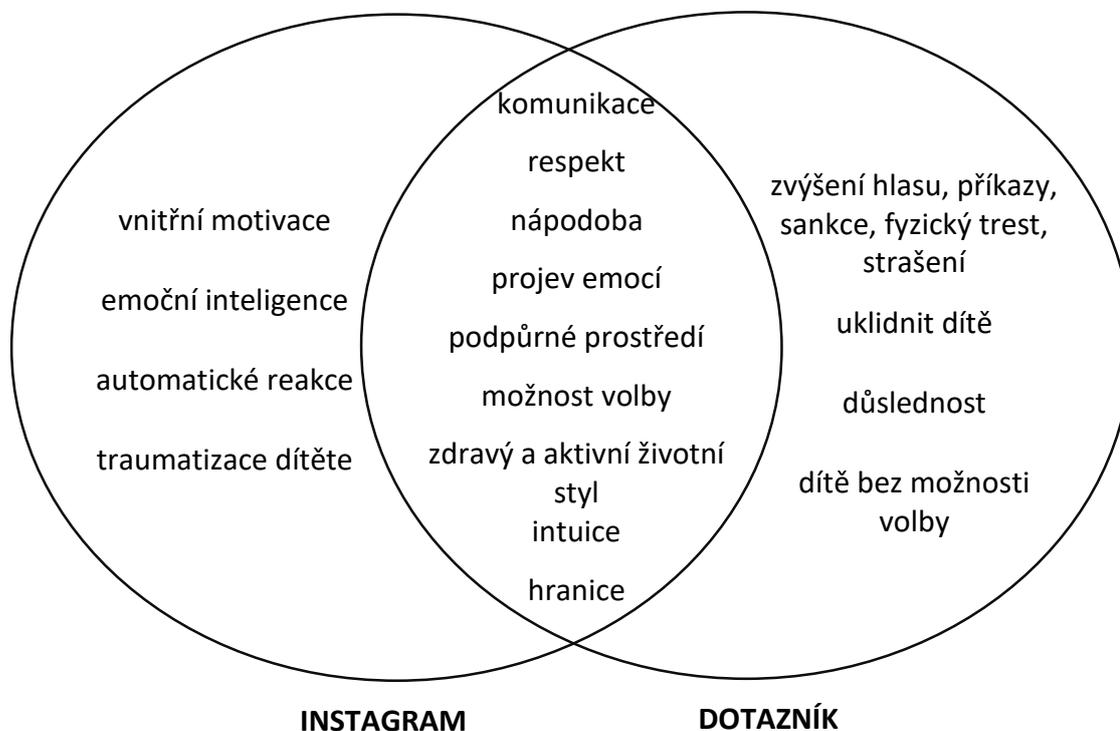 vnitřní motivace
emoční inteligence
automatické reakce
traumatizace dítěte
komunikace
respekt
nápodoba
projev emocí
podpůrné prostředí
možnost volby
zdravý a aktivní životní
styl
intuice
hranice
zvýšení hlasu, příkazy,
sankce, fyzický trest,
strašení
uklidnit dítě
důslednost
dítě bez možnosti
volby
INSTAGRAM
DOTAZNÍK